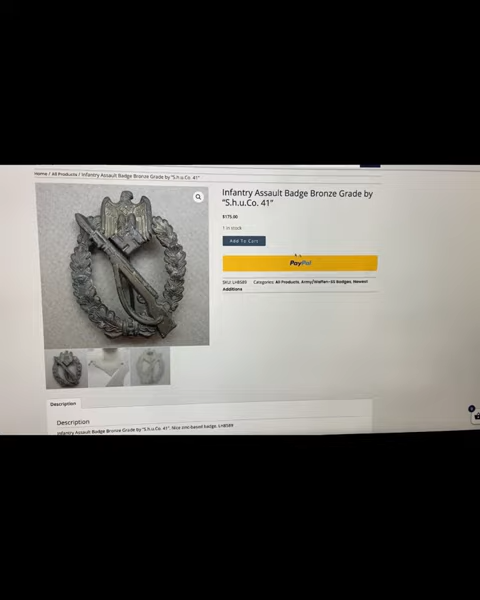 Home / All Products / Infantry Assault Badge Bronze Grade by "S.h.u.Co. 41"
Infantry Assault Badge Bronze Grade by
"S.h.u.Co. 41"
$175.00
1 in stock
Add To Cart
PayPal
SKU: LHB589 Categories: All Products, Army/Waffen-SS Badges, Newest
Additions
Description
Description
Infantry Assault Badge Bronze Grade by "S.h.u.Co. 41". Nice zinc-based badge. LHB589